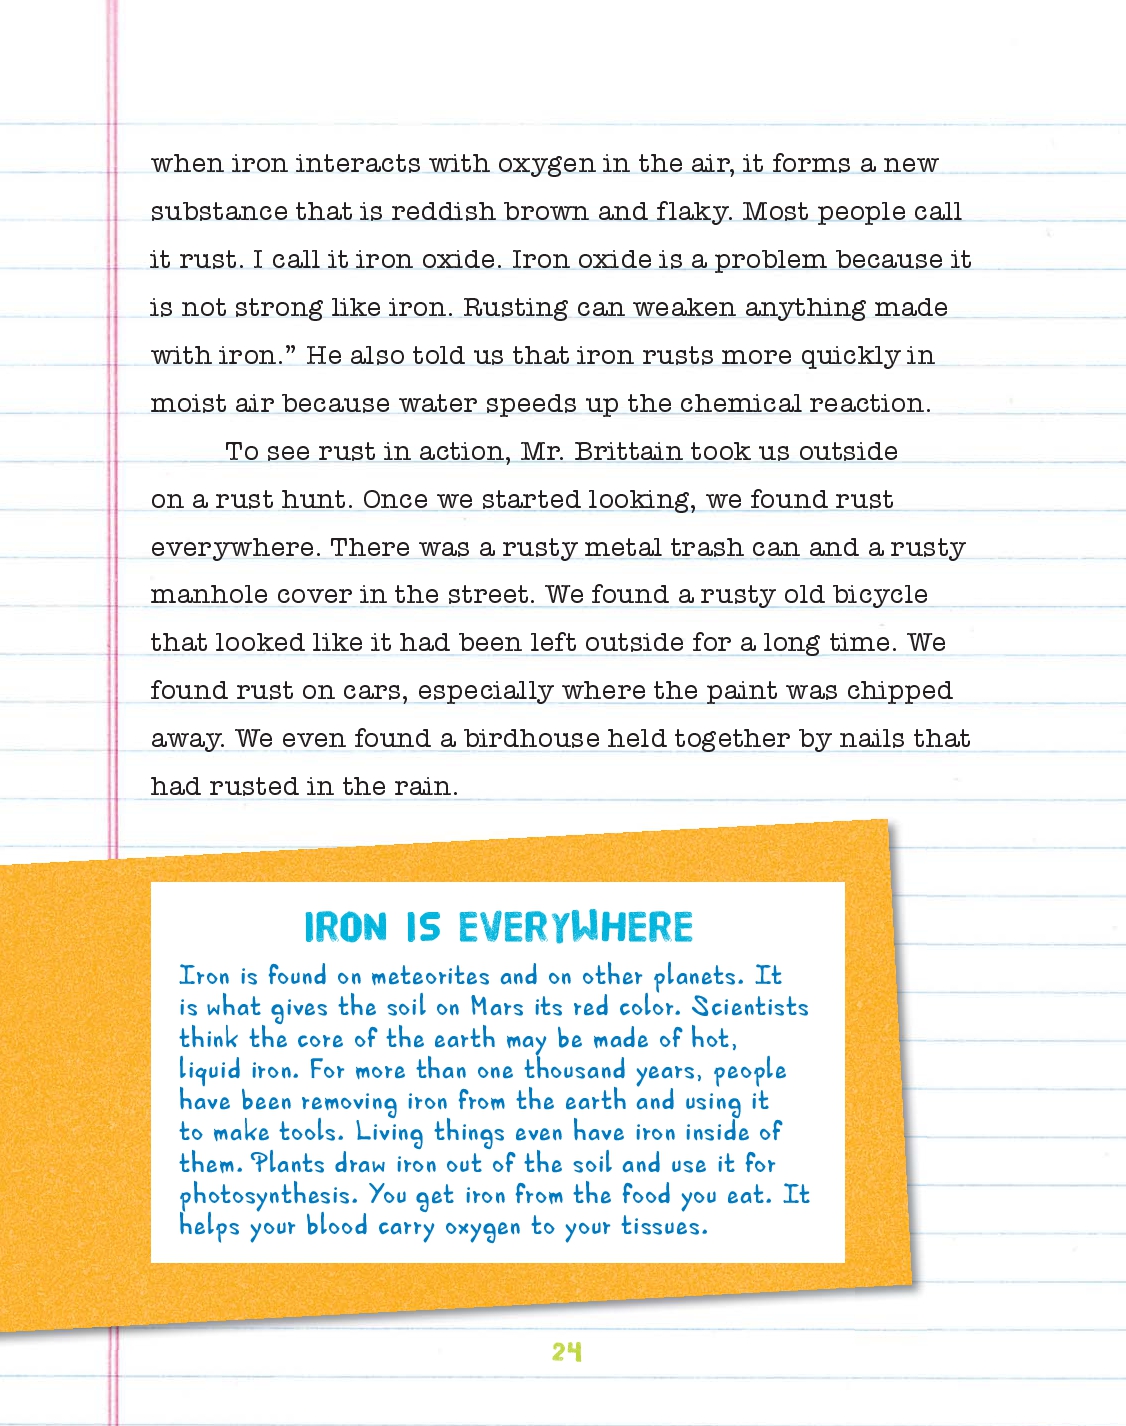 when iron interacts with oxygen in the air, it forms a new
substance that is reddish brown and flaky. Most people call
it rust. I call it iron oxide. Iron oxide is a problem because it
is not strong like iron. Rusting can weaken anything made
with iron.” He also told us that iron rusts more quickly in
moist air because water speeds up the chemical reaction.
To see rust in action, Mr. Brittain took us outside
on a rust hunt. Once we started looking, we found rust
everywhere. There was a rusty metal trash can and a rusty
manhole cover in the street. We found a rusty old bicycle
that looked like it had been left outside for a long time. We
found rust on cars, especially where the paint was chipped
away. We even found a birdhouse held together by nails that
had rusted in the rain.
IRON IS EVERYWHERE
Iron is found on meteorites and on other planets. It
is what gives the soil on Mars its red color. Scientists
think the core of the earth may be made of hot,
liquid iron. For more than one thousand years, people
have been removing iron from the earth and using it
to make tools. Living things even have iron inside of
them. Plants draw iron out of the soil and use it for
photosynthesis. You get iron from the food you eat. It
helps your blood carry oxygen to your tissues.
24